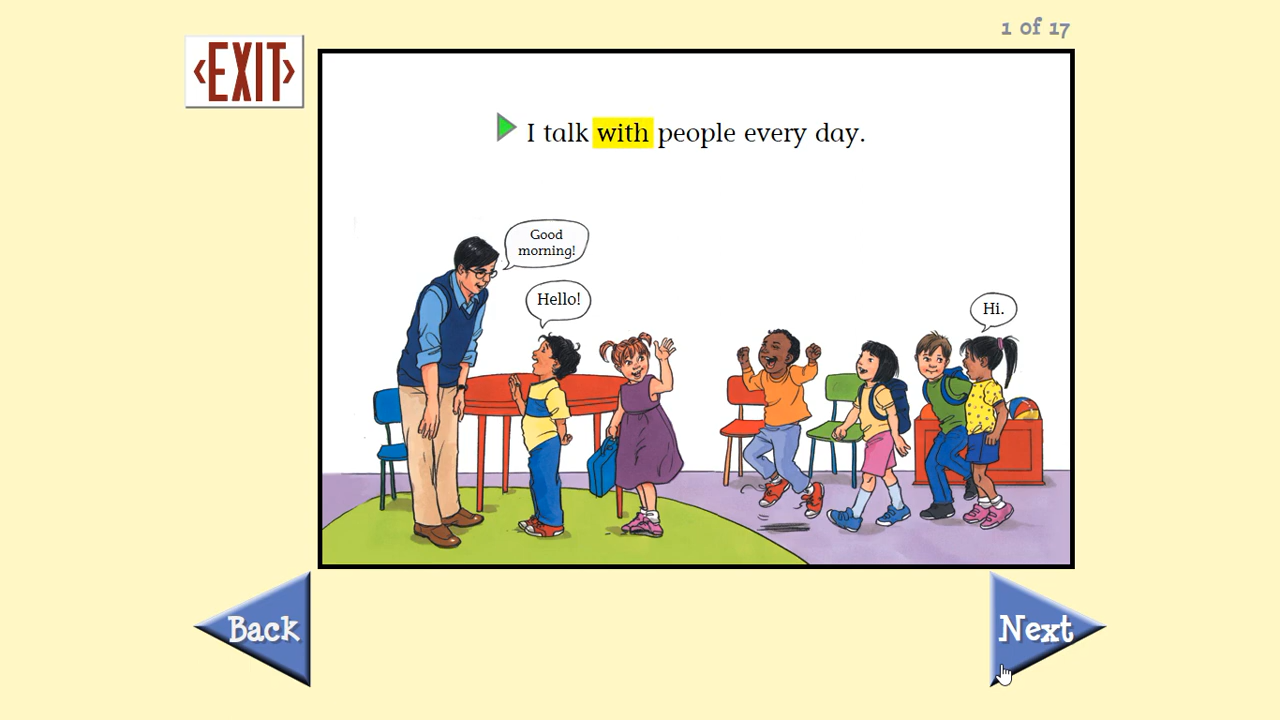 1 of 17
<EXIT>
I talk with people every day.
Good
morning!
Hello!
Hi.
Back
Next